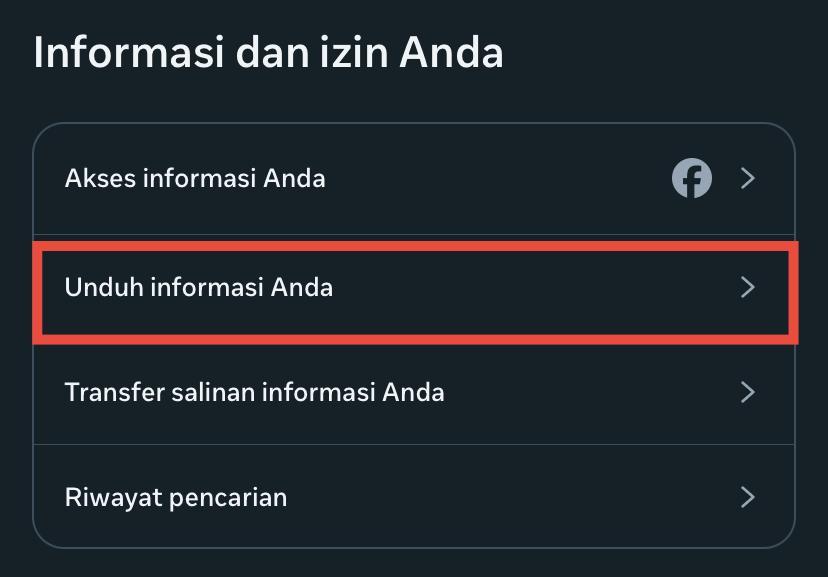 Informasi dan izin Anda
Akses informasi Anda
Unduh informasi Anda
Transfer salinan informasi Anda
Riwayat pencarian